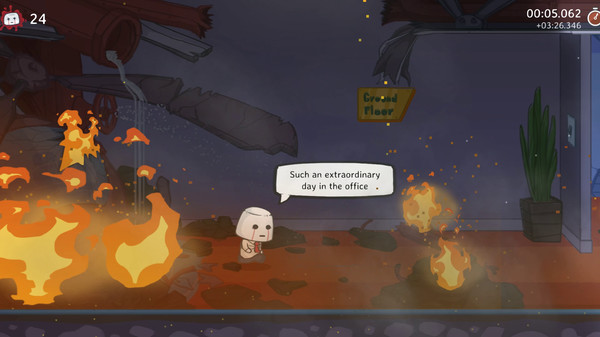 24
00:05.062
+03:26.346
Ground
Floor
Such an extraordinary
day in the office